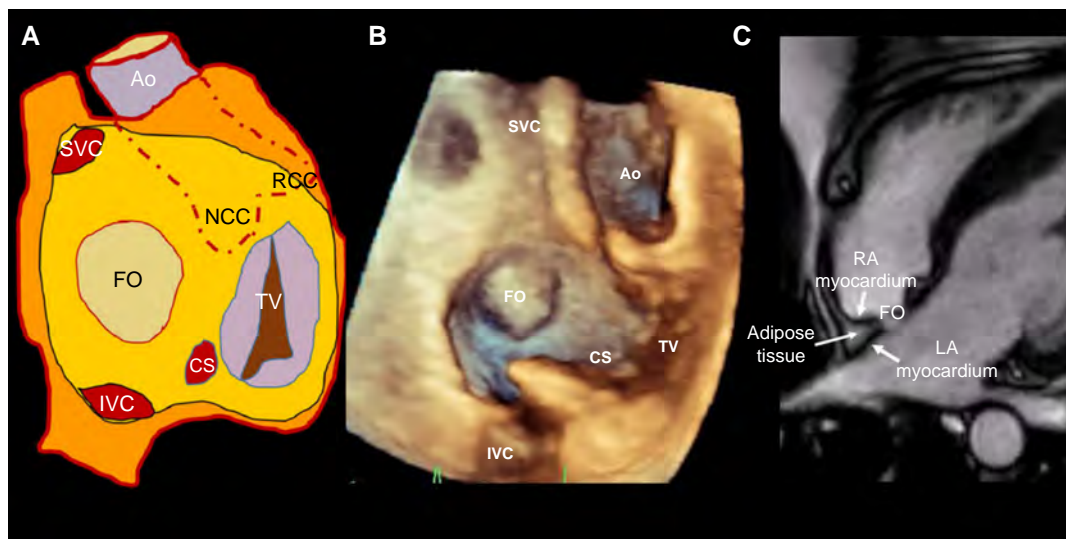 A
Ao
SVC
RCC
NCC
FO
TV
CS
IVC
B
SVC
Ao
FO
CS
TV
IVC
C
RA
myocardium
FO
Adipose
tissue
LA
myocardium